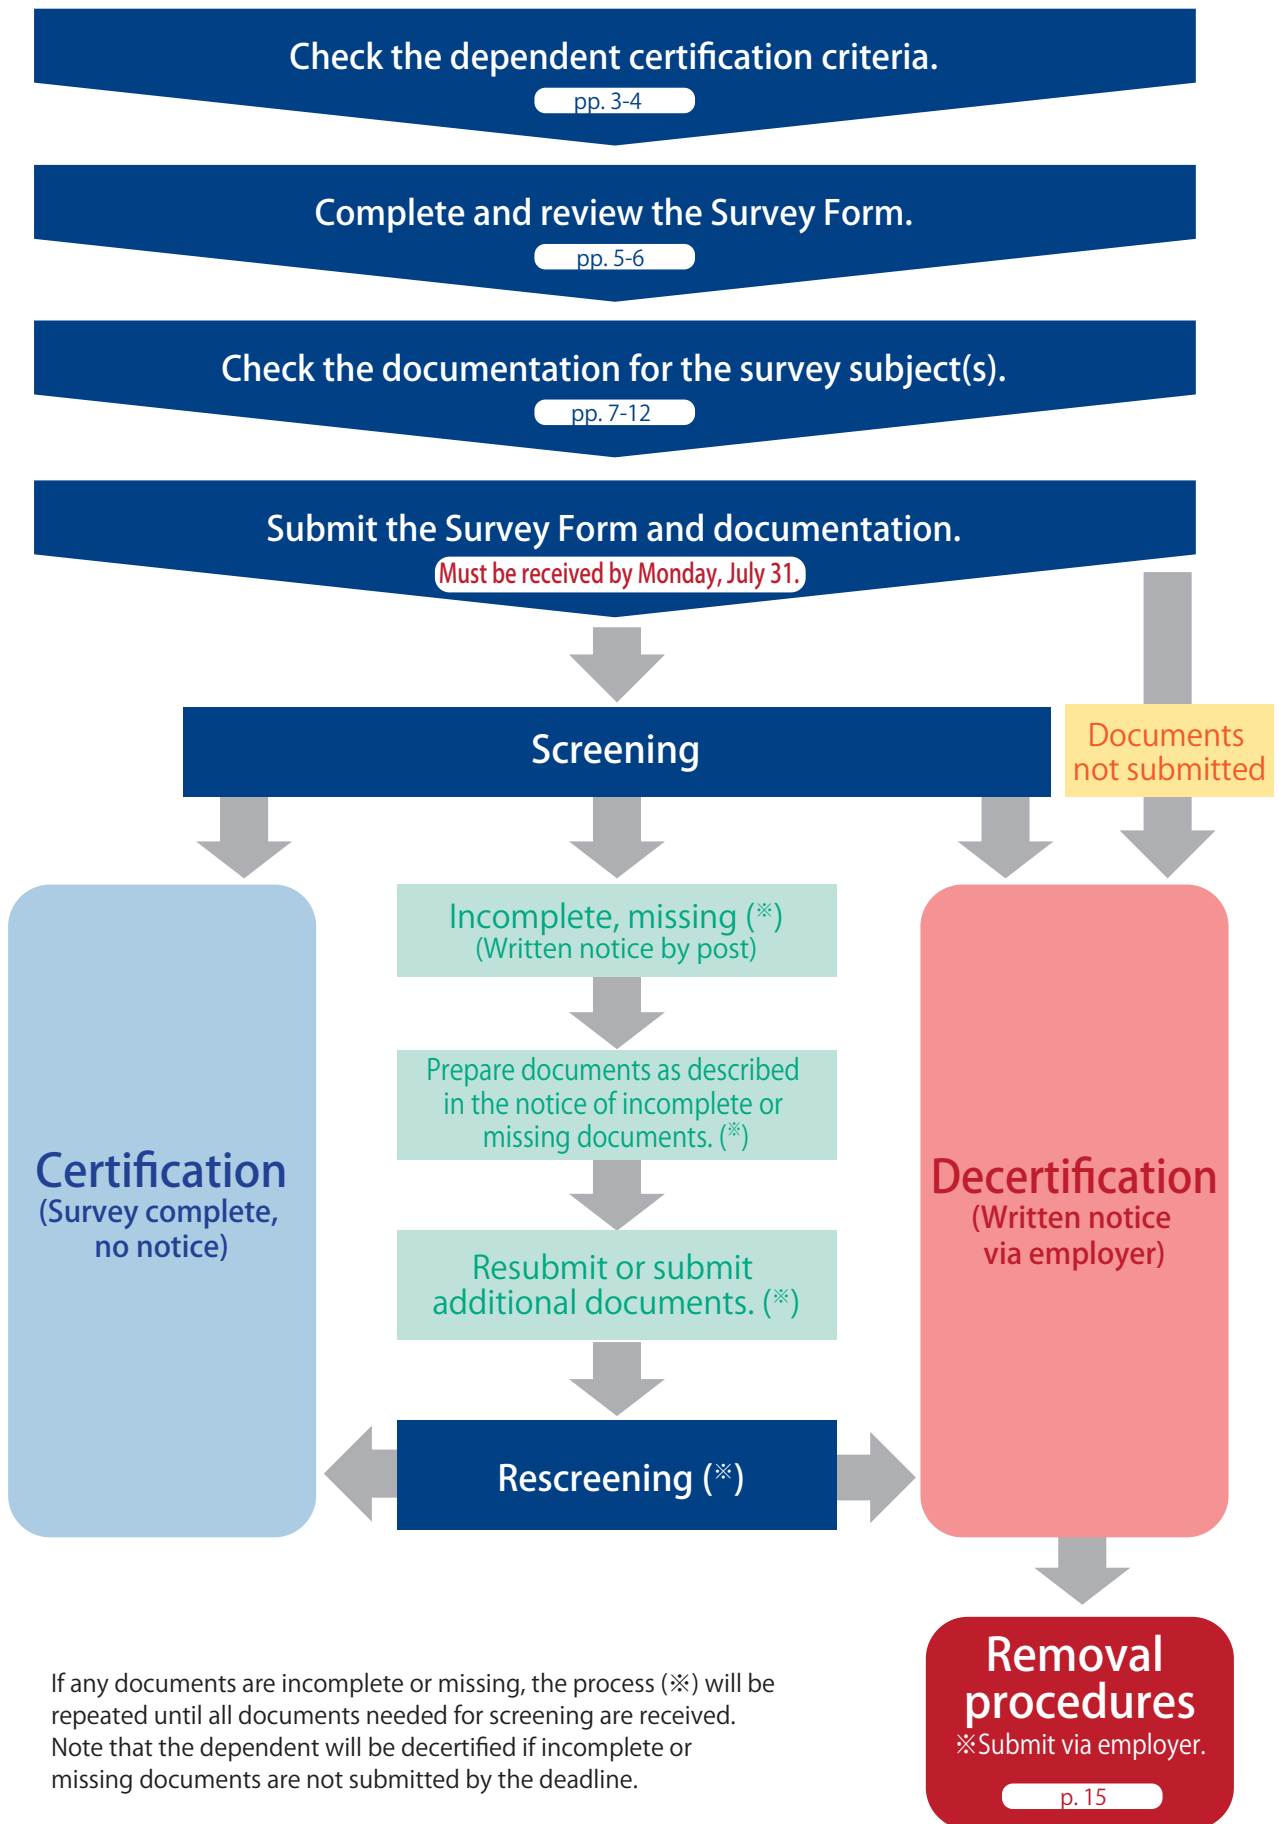 Check the dependent certification criteria.
pp. 3-4
Complete and review the Survey Form.
pp. 5-6
Check the documentation for the survey subject(s).
pp. 7-12
Submit the Survey Form and documentation.
Must be received by Monday, July 31.
Screening
Documents
not submitted
Incomplete, missing (※)
(Written notice by post)
Prepare documents as described
in the notice of incomplete or
missing documents. (※)
Certification
(Survey complete,
no notice)
Decertification
(Written notice
via employer)
Resubmit or submit
additional documents. (※)
Rescreening (※)
Removal
procedures
※Submit via employer.
p. 15
If any documents are incomplete or missing, the process (※) will be
repeated until all documents needed for screening are received.
Note that the dependent will be decertified if incomplete or
missing documents are not submitted by the deadline.